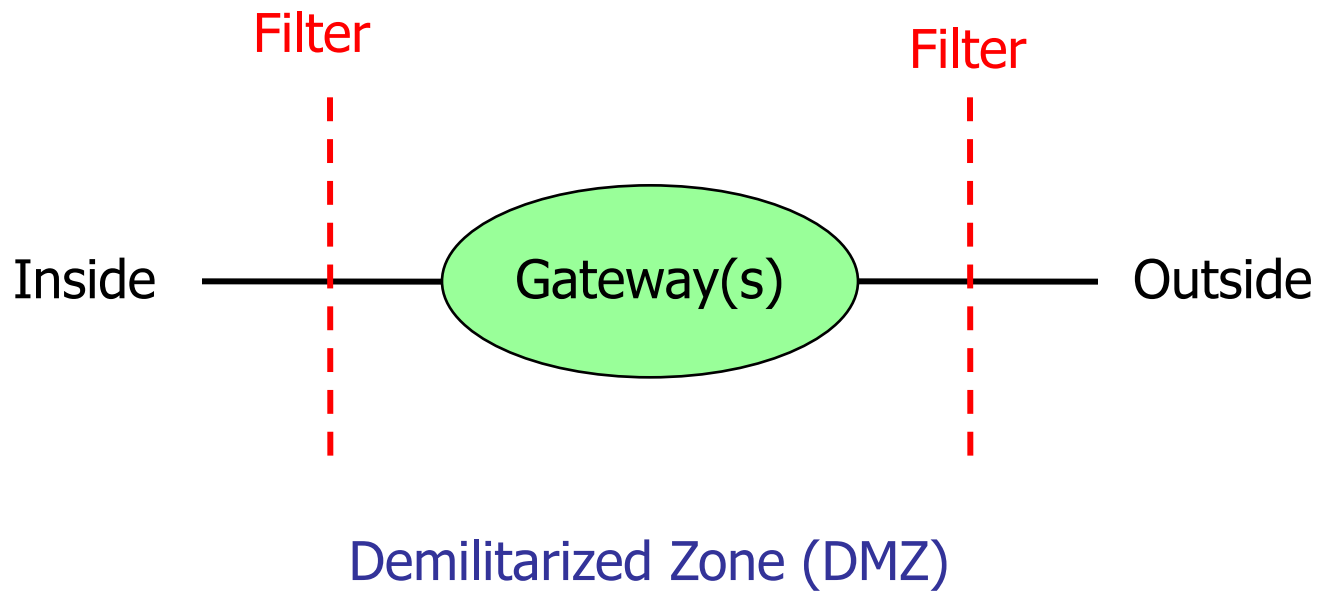 Filter
Filter
Inside
Gateway(s)
Outside
Demilitarized Zone (DMZ)